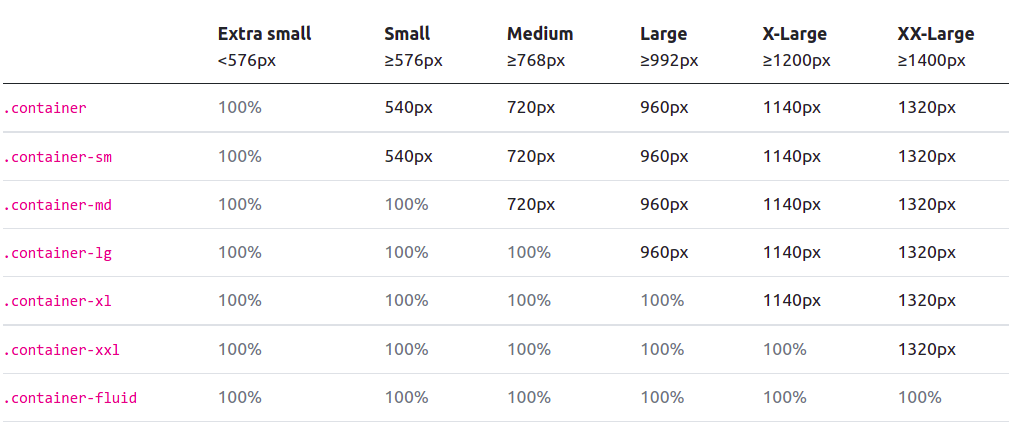 Extra small Small Medium Large X-Large XX-Large
<576px ≥576px ≥768px ≥992px ≥1200px ≥1400px
.container 100% 540px 720px 960px 1140px 1320px
.container-sm 100% 540px 720px 960px 1140px 1320px
.container-md 100% 100% 720px 960px 1140px 1320px
.container-lg 100% 100% 100% 960px 1140px 1320px
.container-xl 100% 100% 100% 100% 1140px 1320px
.container-xxl 100% 100% 100% 100% 100% 1320px
.container-fluid 100% 100% 100% 100% 100% 100%